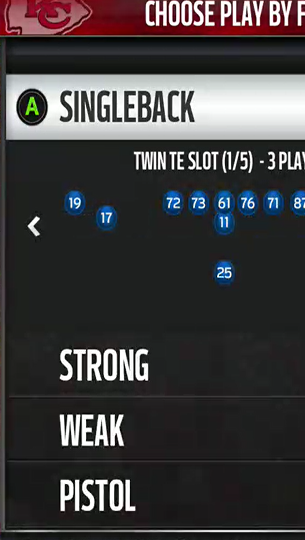 KC
CHOOSE PLAY BY F
A SINGLEBACK
TWIN TE SLOT (1/5) - 3 PLAY
19 72 73 61 76 71 87
17 11
25
STRONG
WEAK
PISTOL